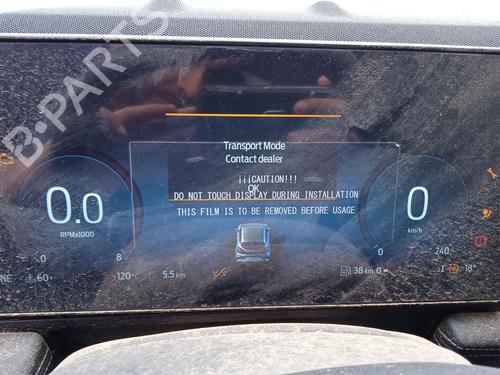 B-PARTS
Transport Mode
Contact dealer
¡¡¡CAUTION!!!
OK
DO NOT TOUCH DISPLAY DURING INSTALLATION
THIS FILM IS TO BE REMOVED BEFORE USAGE
0.0
RPMx1000
0
km/h
.0 8
0 240
60 120°c
5.5 km
38 km 0
18°